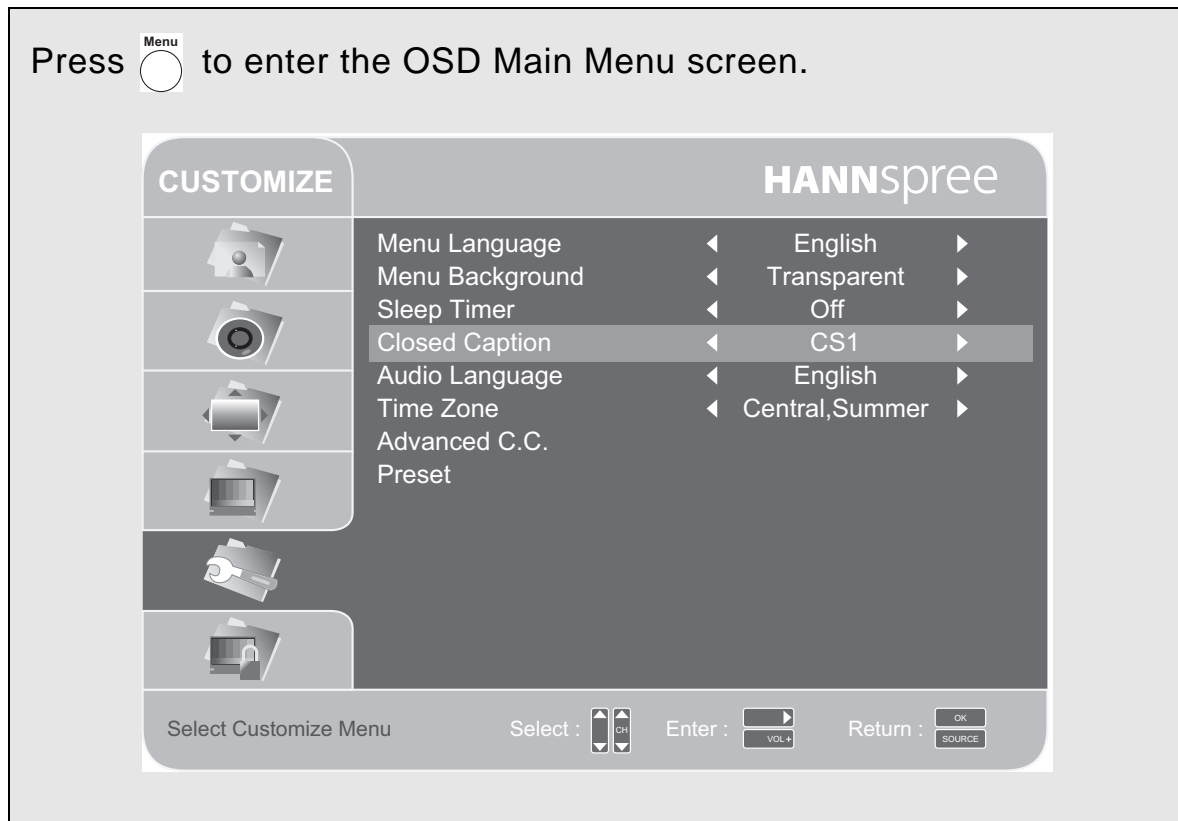 Press Menu to enter the OSD Main Menu screen.
CUSTOMIZE
HANNspree
Menu Language English
Menu Background Transparent
Sleep Timer Off
Closed Caption CS1
Audio Language English
Time Zone Central,Summer
Advanced C.C.
Preset
Select Customize Menu Select : CH Enter : VOL+ Return : OK SOURCE